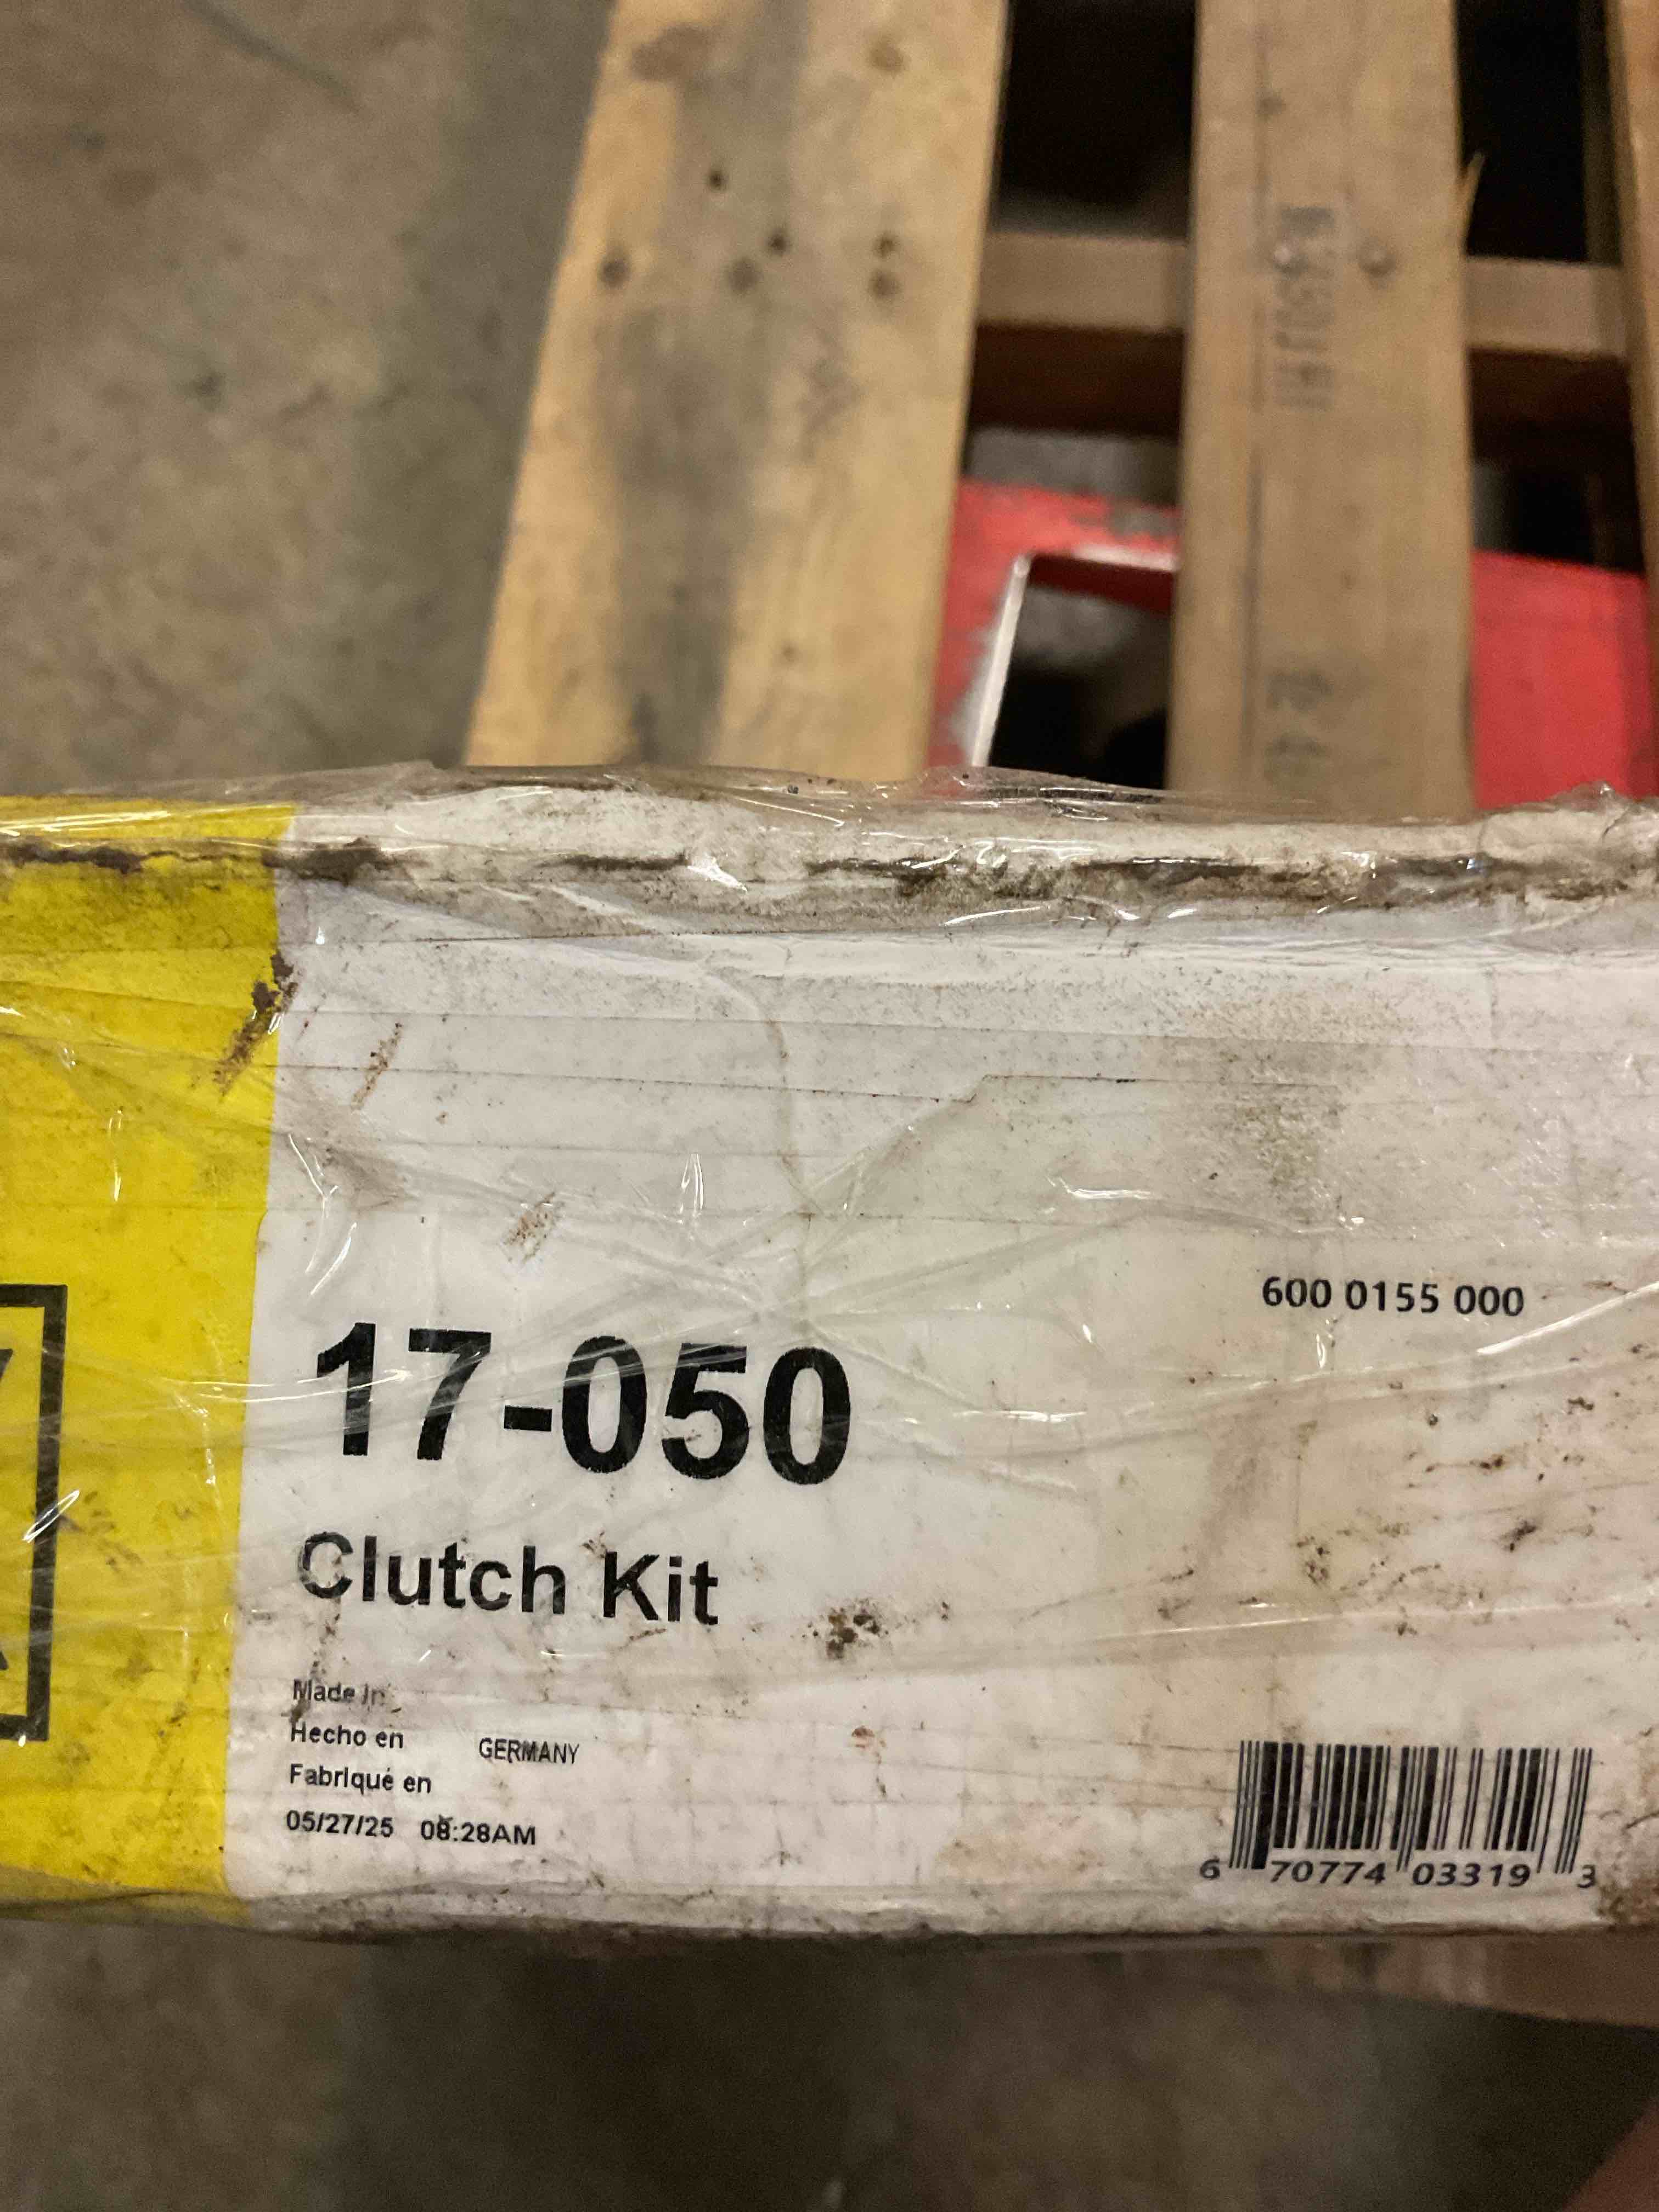 600 0155 000
17-050
Clutch Kit
Made In
Hecho en
GERMANY
Fabriqué en
05/27/25 08:28AM
6 70774 03319 3